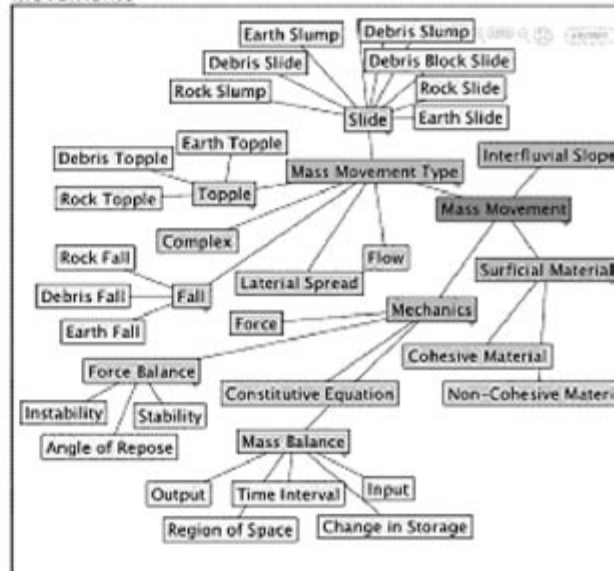 Movements
Earth Slump
Debris Slump
Debris Slide
Debris Block Slide
Rock Slump
Rock Slide
Slide
Earth Slide
Earth Topple
Debris Topple
Mass Movement Type
Interfluvial Slope
Rock Topple
Topple
Mass Movement
Complex
Rock Fall
Flow
Surficial Material
Debris Fall
Fall
Laterial Spread
Mechanics
Earth Fall
Force
Cohesive Material
Force Balance
Constitutive Equation
Non-Cohesive Materi
Instability
Stability
Angle of Repose
Mass Balance
Output
Time Interval
Input
Region of Space
Change in Storage